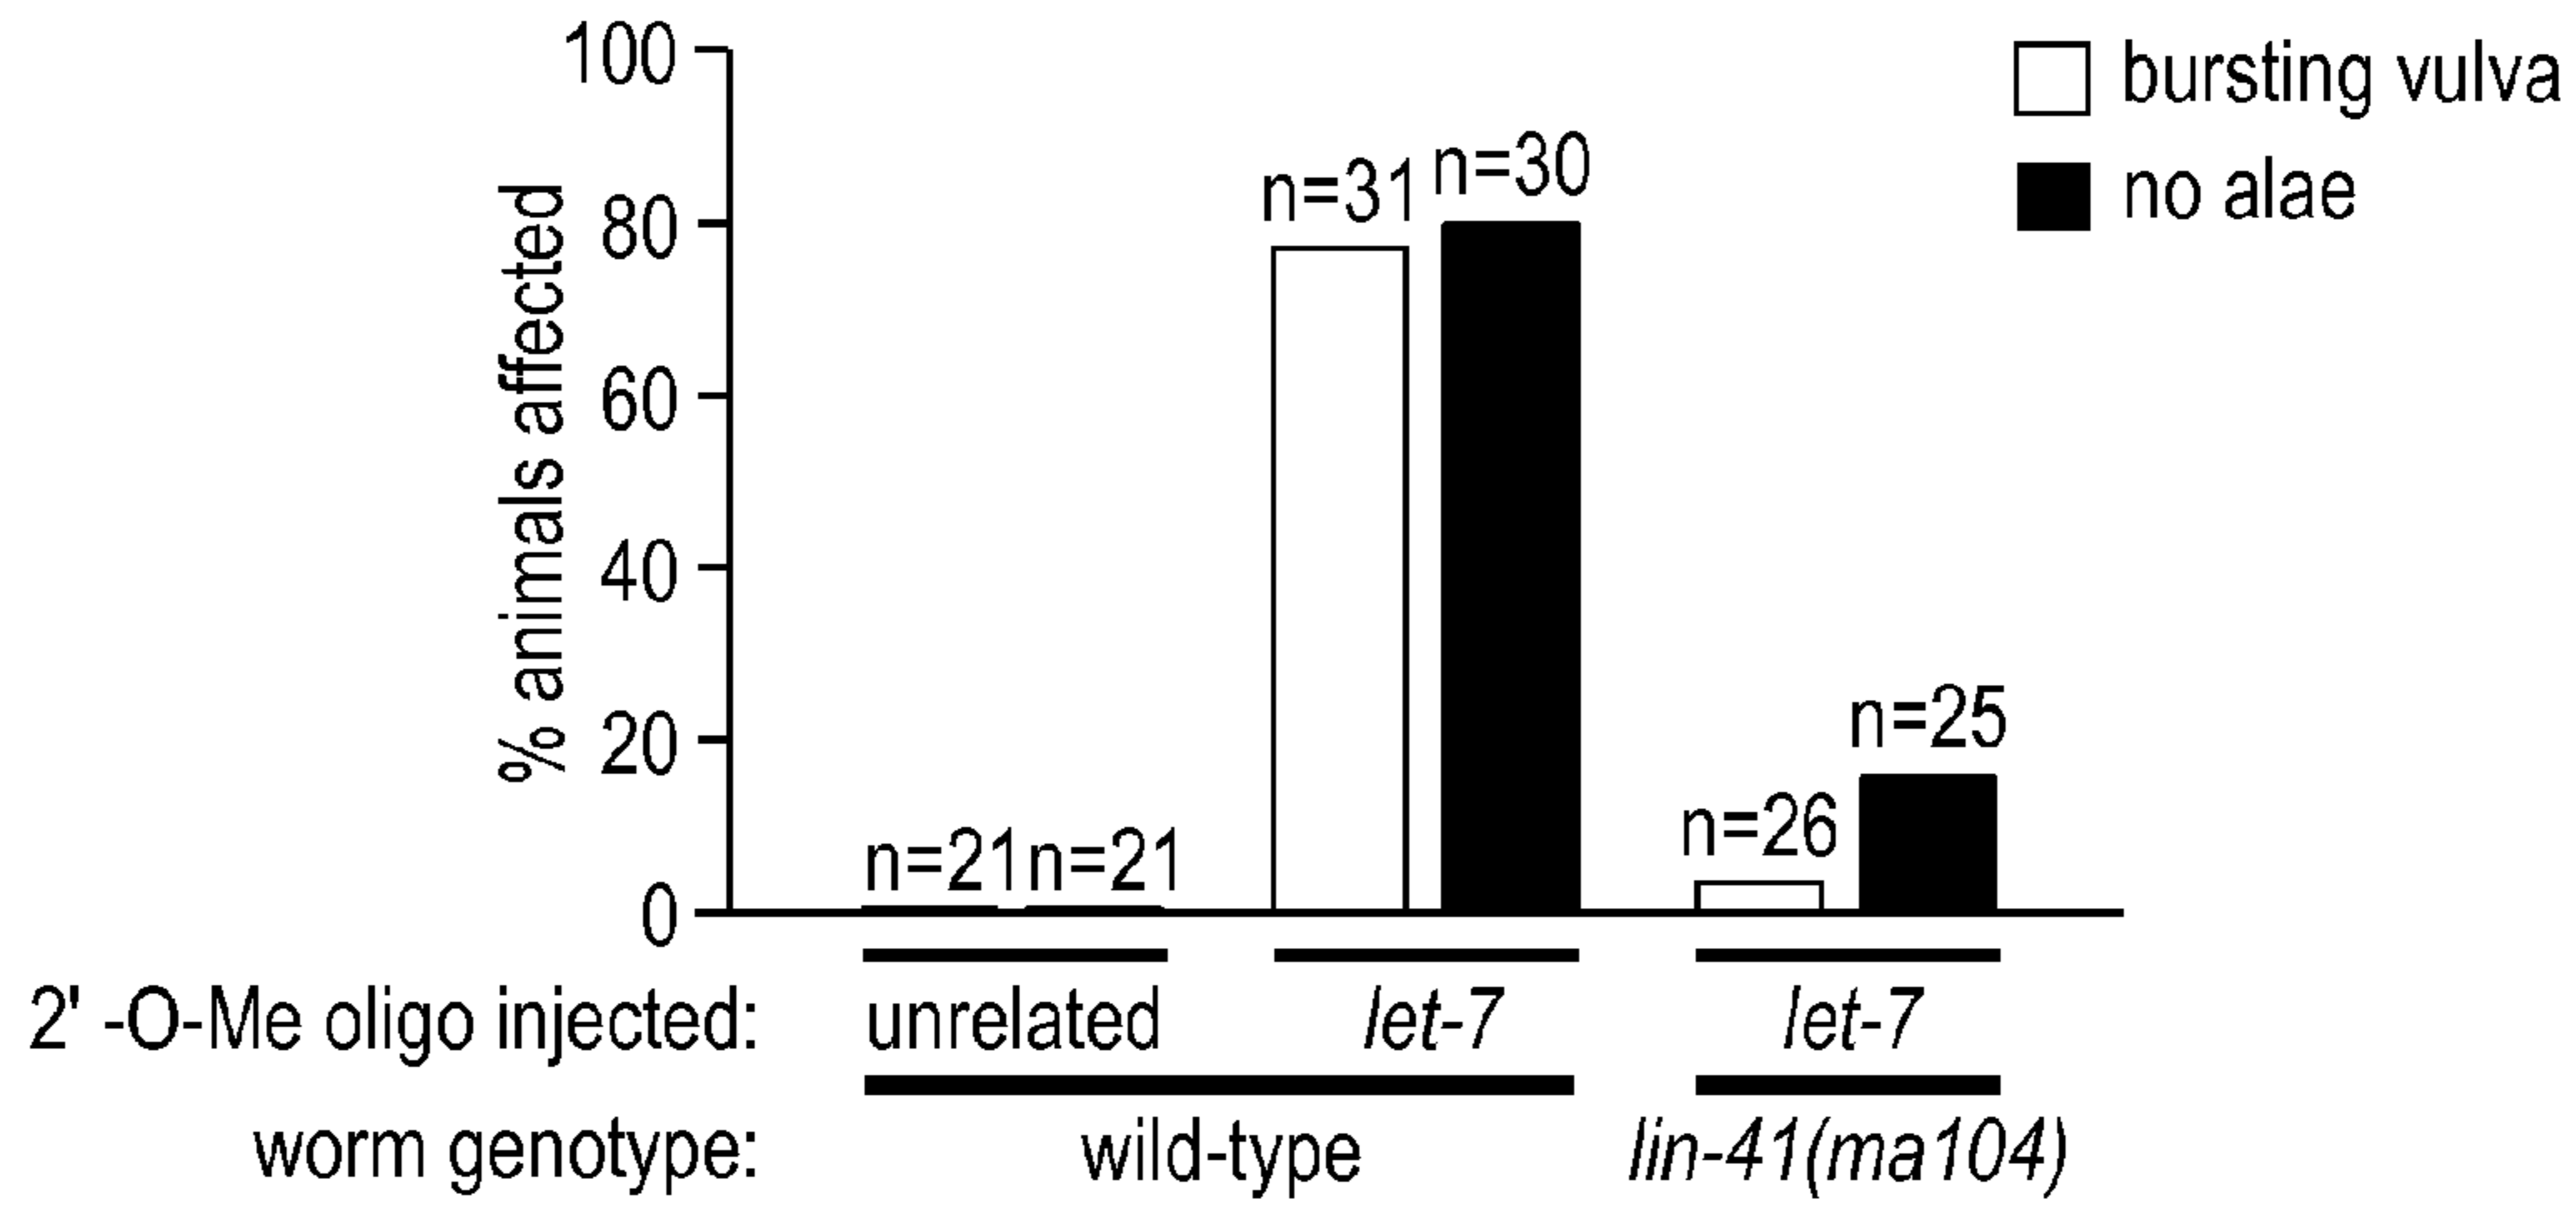 bursting vulva
no alae
% animals affected
100
80
60
40
20
0
n=21 n=21
n=31 n=30
n=26 n=25
2' -O-Me oligo injected: unrelated let-7 let-7
worm genotype: wild-type lin-41(ma104)